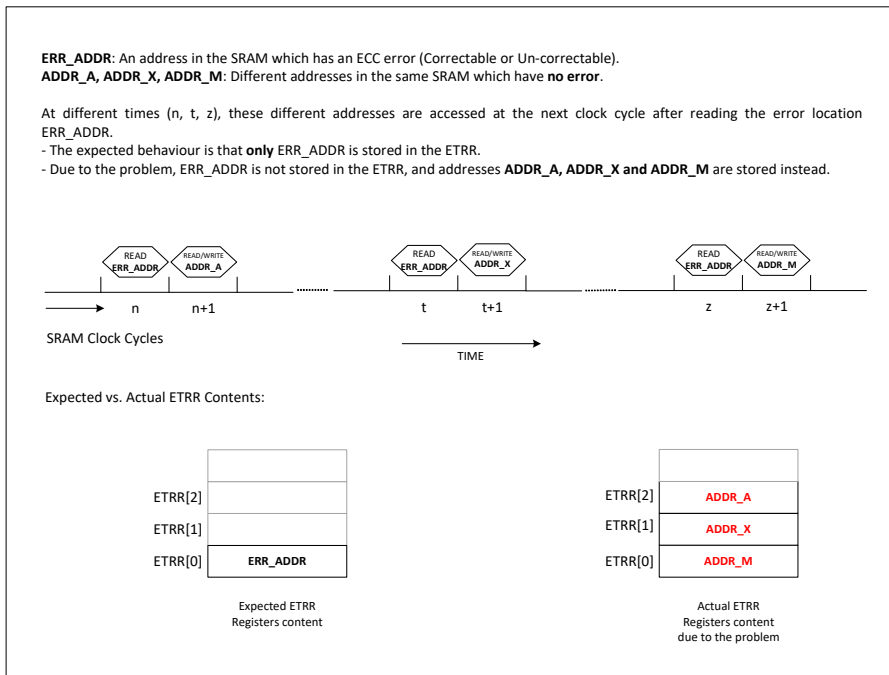 ERR_ADDR: An address in the SRAM which has an ECC error (Correctable or Un-correctable).
ADDR_A, ADDR_X, ADDR_M: Different addresses in the same SRAM which have no error.
At different times (n, t, z), these different addresses are accessed at the next clock cycle after reading the error location
ERR_ADDR.
- The expected behaviour is that only ERR_ADDR is stored in the ETRR.
- Due to the problem, ERR_ADDR is not stored in the ETRR, and addresses ADDR_A, ADDR_X and ADDR_M are stored instead.
READ
ERR_ADDR
READ/WRITE
ADDR_A
READ
ERR_ADDR
READ/WRITE
ADDR_X
READ
ERR_ADDR
READ/WRITE
ADDR_M
n
n+1
t
t+1
z
z+1
SRAM Clock Cycles
TIME
Expected vs. Actual ETRR Contents:
ETRR[2]
ETRR[1]
ETRR[0]
ERR_ADDR
Expected ETRR
Registers content
ETRR[2]
ADDR_A
ETRR[1]
ADDR_X
ETRR[0]
ADDR_M
Actual ETRR
Registers content
due to the problem